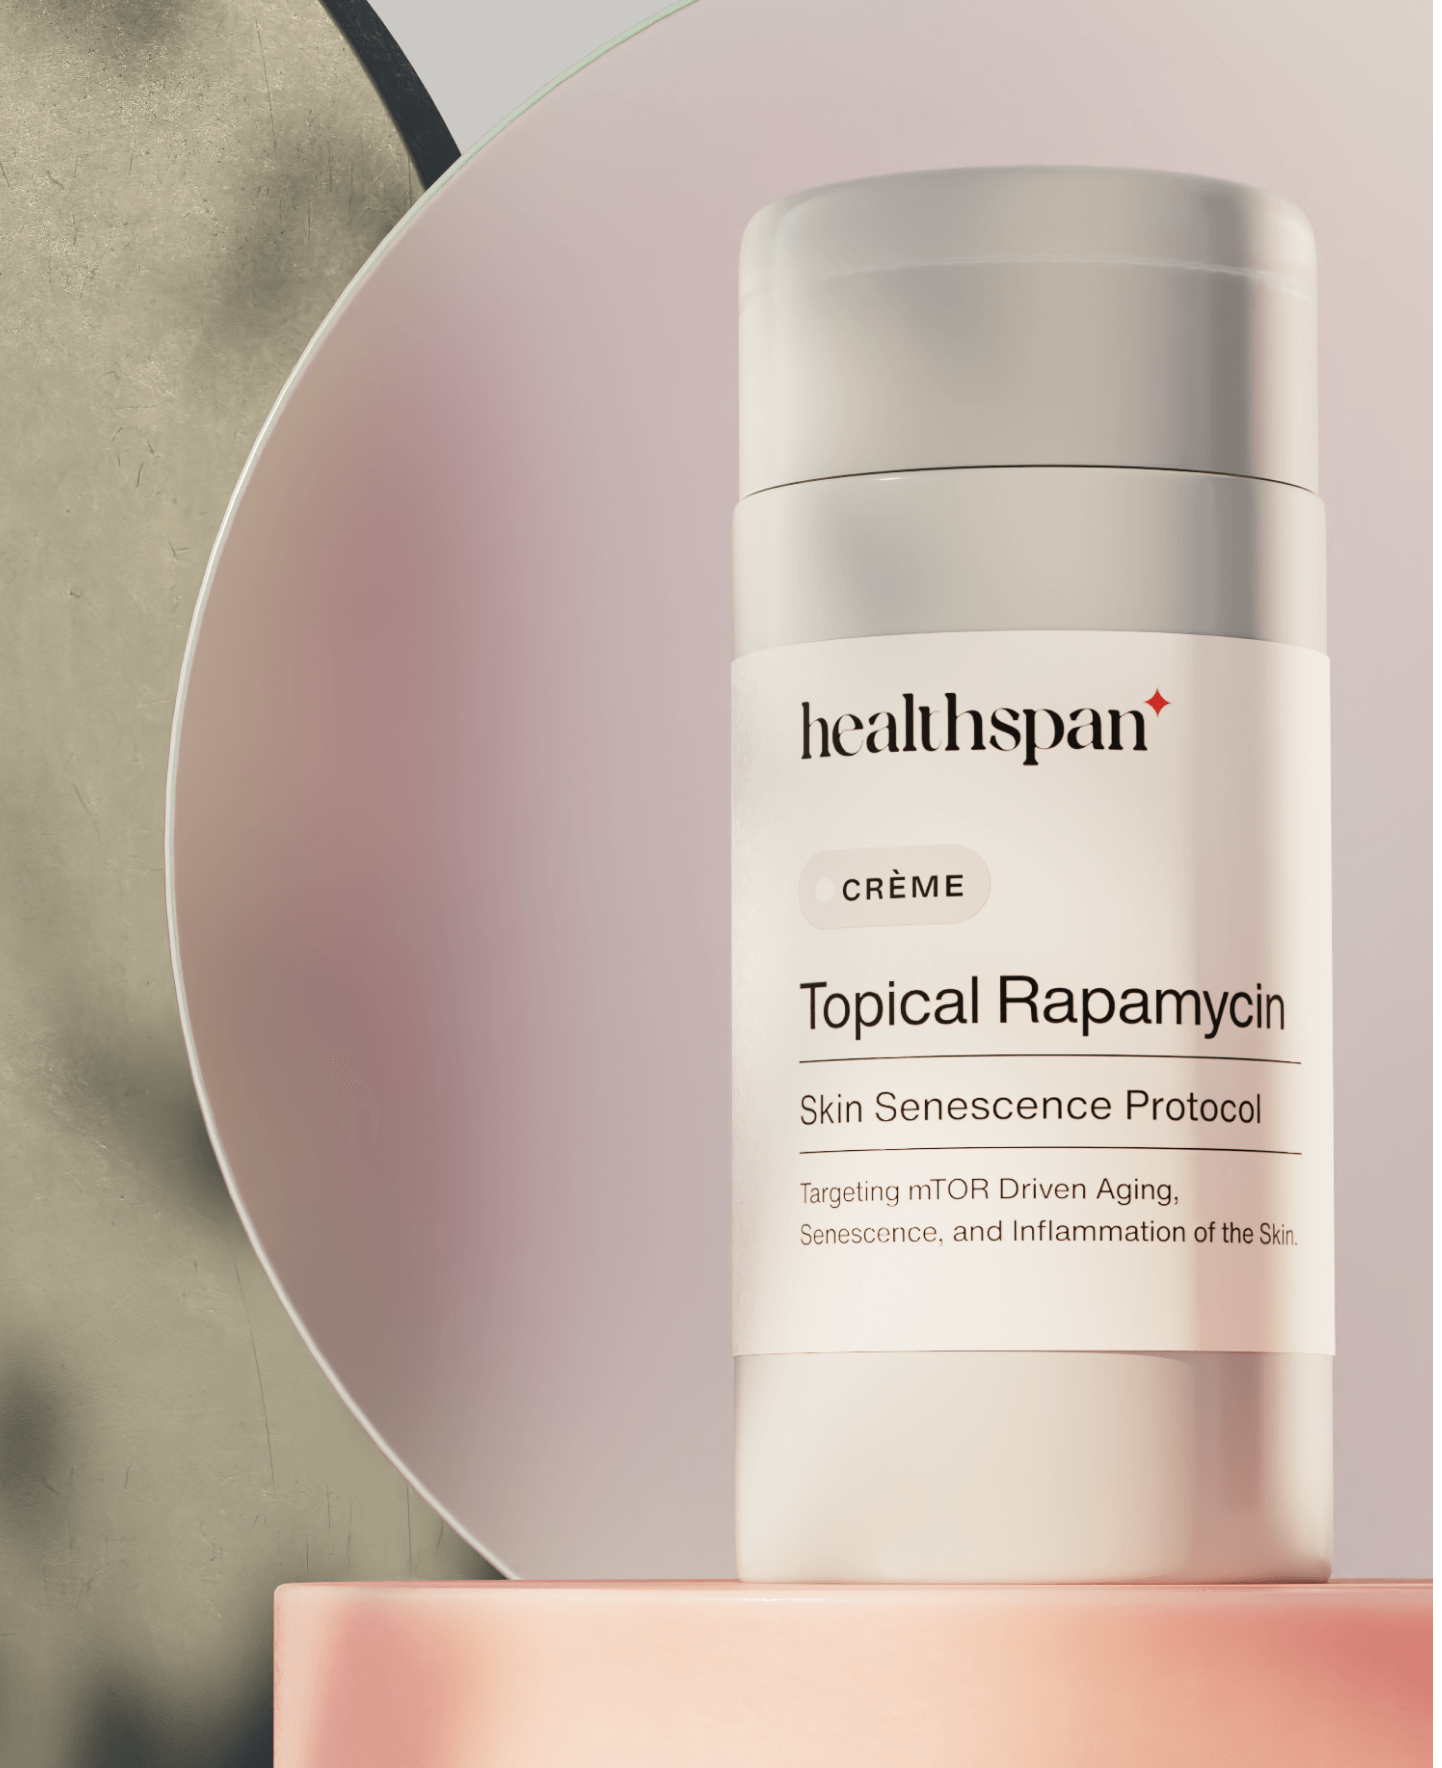 healthspan
CRÈME
Topical Rapamycin
Skin Senescence Protocol
Targeting mTOR Driven Aging,
Senescence, and Inflammation of the Skin.